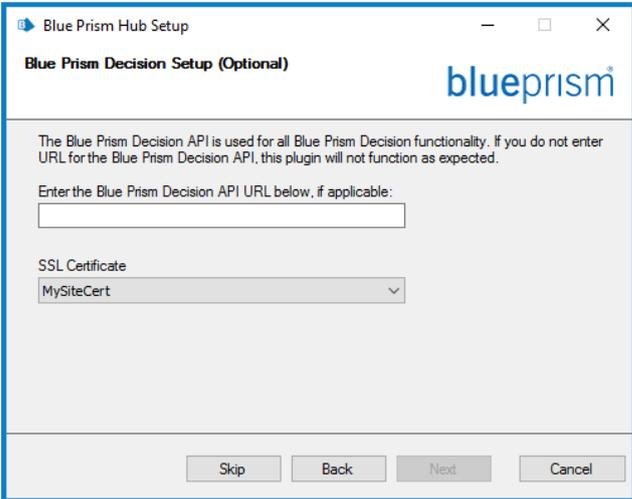 Blue Prism Hub Setup
Blue Prism Decision Setup (Optional)
blueprism®
The Blue Prism Decision API is used for all Blue Prism Decision functionality. If you do not enter
URL for the Blue Prism Decision API, this plugin will not function as expected.
Enter the Blue Prism Decision API URL below, if applicable:
SSL Certificate
MySiteCert
Skip Back Next Cancel